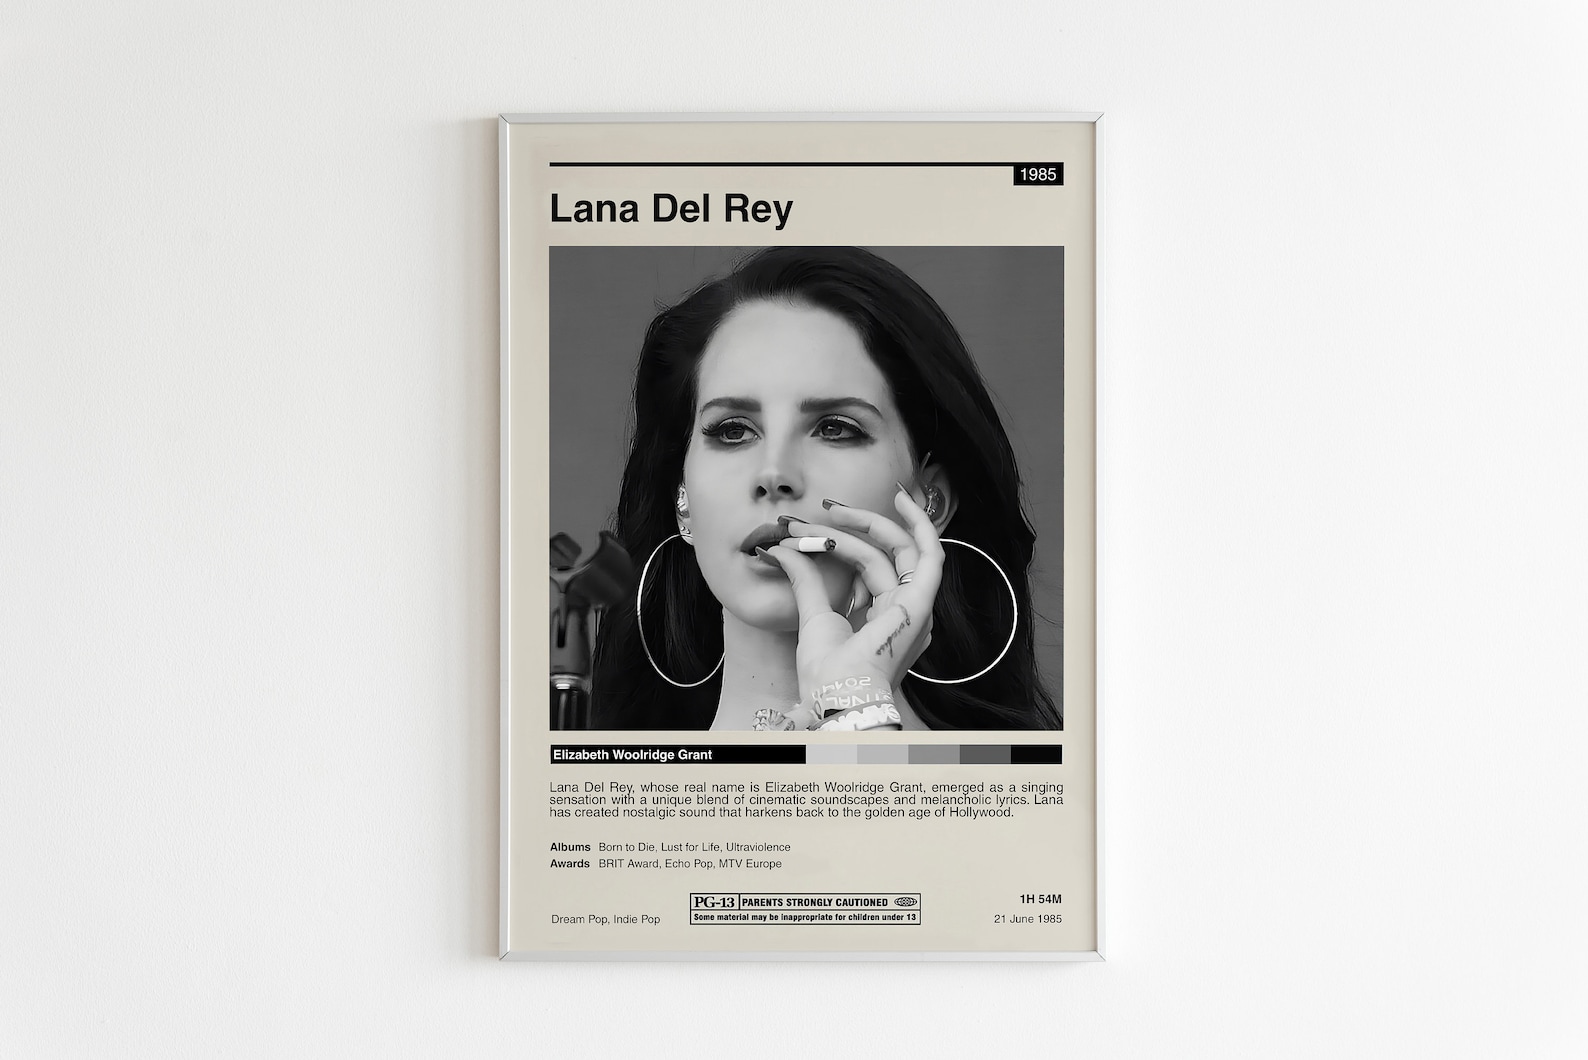 1985
Lana Del Rey
Elizabeth Woolridge Grant
Lana Del Rey, whose real name is Elizabeth Woolridge Grant, emerged as a singing
sensation with a unique blend of cinematic soundscapes and melancholic lyrics. Lana
has created nostalgic sound that harkens back to the golden age of Hollywood.
Albums Born to Die, Lust for Life, Ultraviolence
Awards BRIT Award, Echo Pop, MTV Europe
PG-13 PARENTS STRONGLY CAUTIONED
Some material may be inappropriate for children under 13
1H 54M
Dream Pop, Indie Pop
21 June 1985